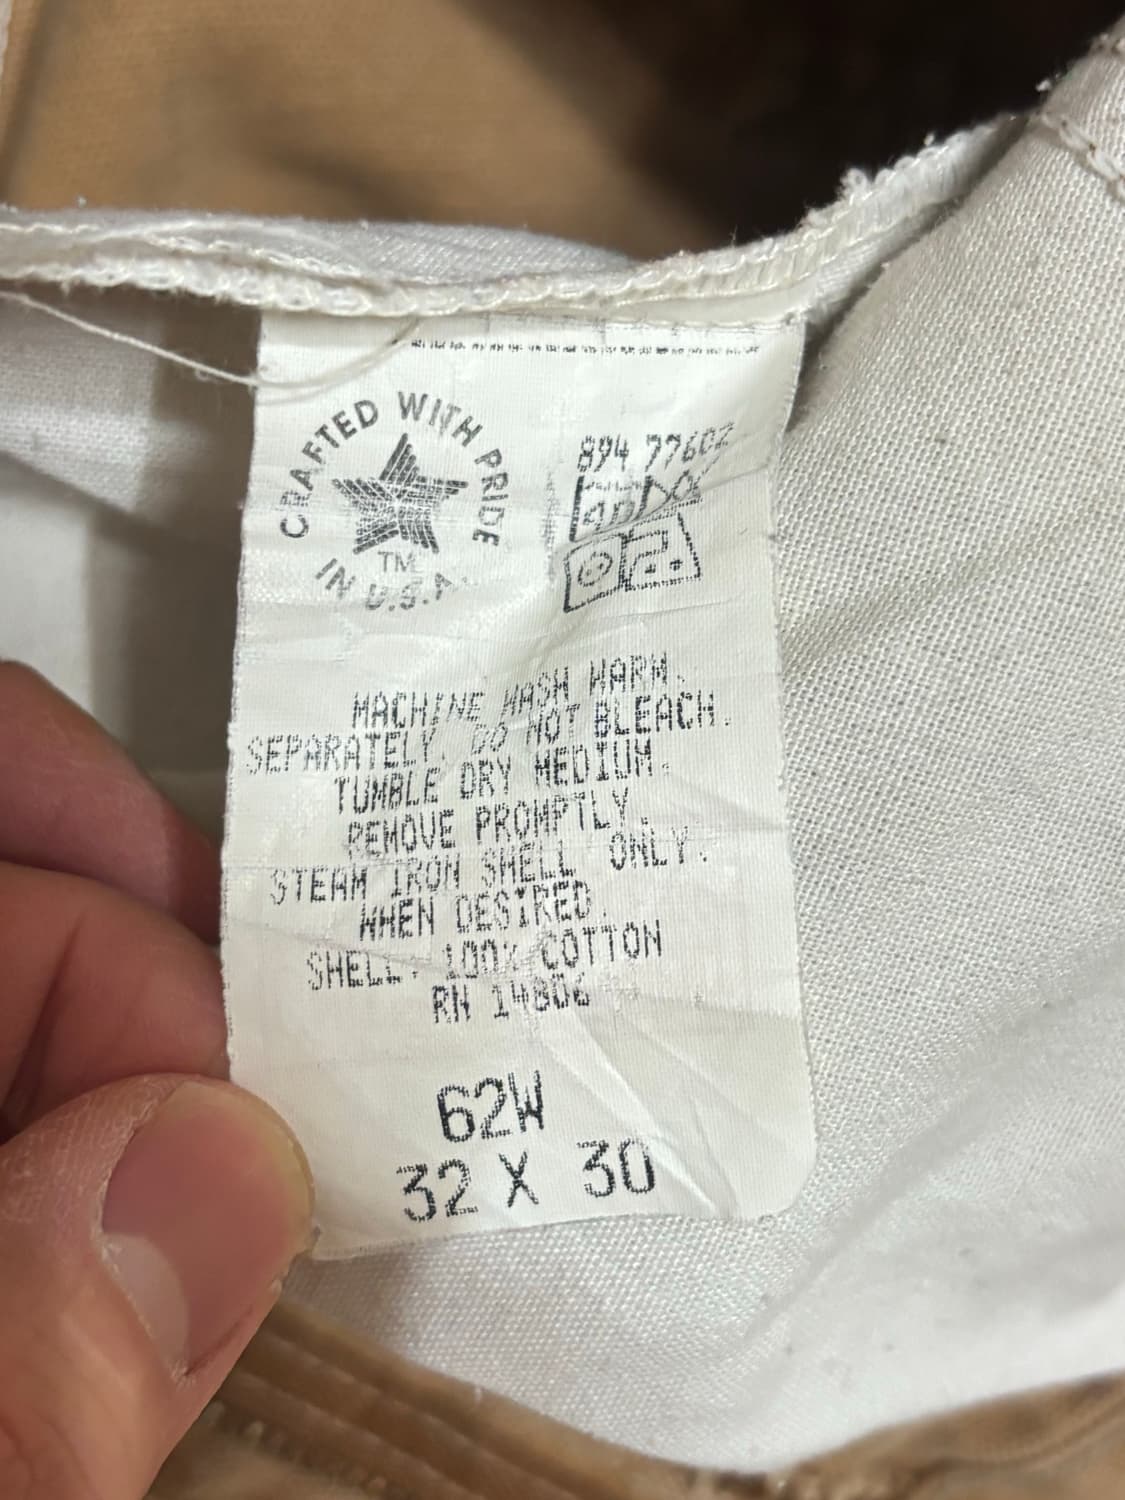 CRAFTED WITH PRIDE
TM
IN U.S.A.
894 77602
MACHINE WASH WARM.
SEPARATELY. DO NOT BLEACH.
TUMBLE DRY MEDIUM.
REMOVE PROMPTLY.
STEAM IRON SHELL ONLY.
WHEN DESIRED.
SHELL: 100% COTTON
RN 14806
62W
32 X 30